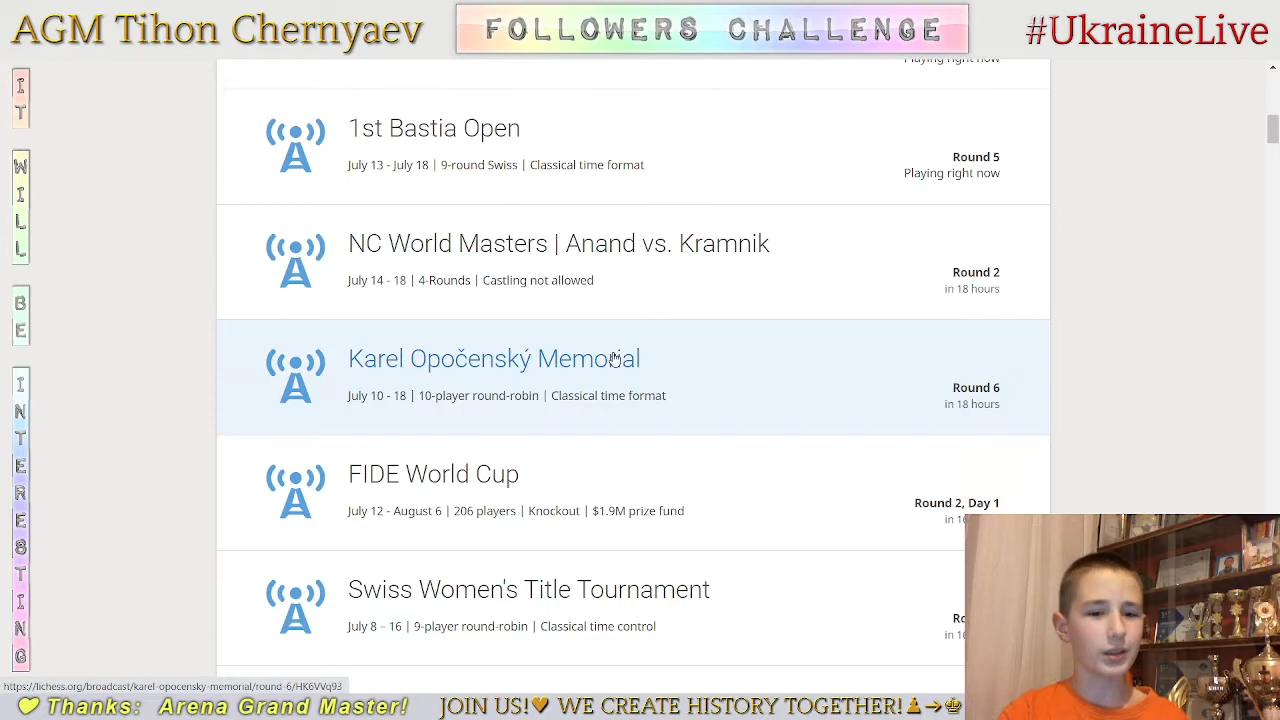 AGM Tihon Chernyaev
FOLLOWERS CHALLENGE
#UkraineLive
IT WILL BE INTERESTING
Playing right now
1st Bastia Open
July 13 - July 18 | 9-round Swiss | Classical time format
Round 5
Playing right now
NC World Masters | Anand vs. Kramnik
July 14 - 18 | 4-Rounds | Castling not allowed
Round 2
in 18 hours
Karel Opočenský Memorial
July 10 - 18 | 10-player round-robin | Classical time format
Round 6
in 18 hours
FIDE World Cup
July 12 - August 6 | 206 players | Knockout | $1.9M prize fund
Round 2, Day 1
in
Swiss Women's Title Tournament
July 8 – 16 | 9-player round-robin | Classical time control
https://lichess.org/broadcast/karel-opocensky-memorial/round-6/HK6VVq93
Thanks: Arena Grand Master!
JOIN US!♥ WE CREATE HISTORY TOGETHER!♟→♚